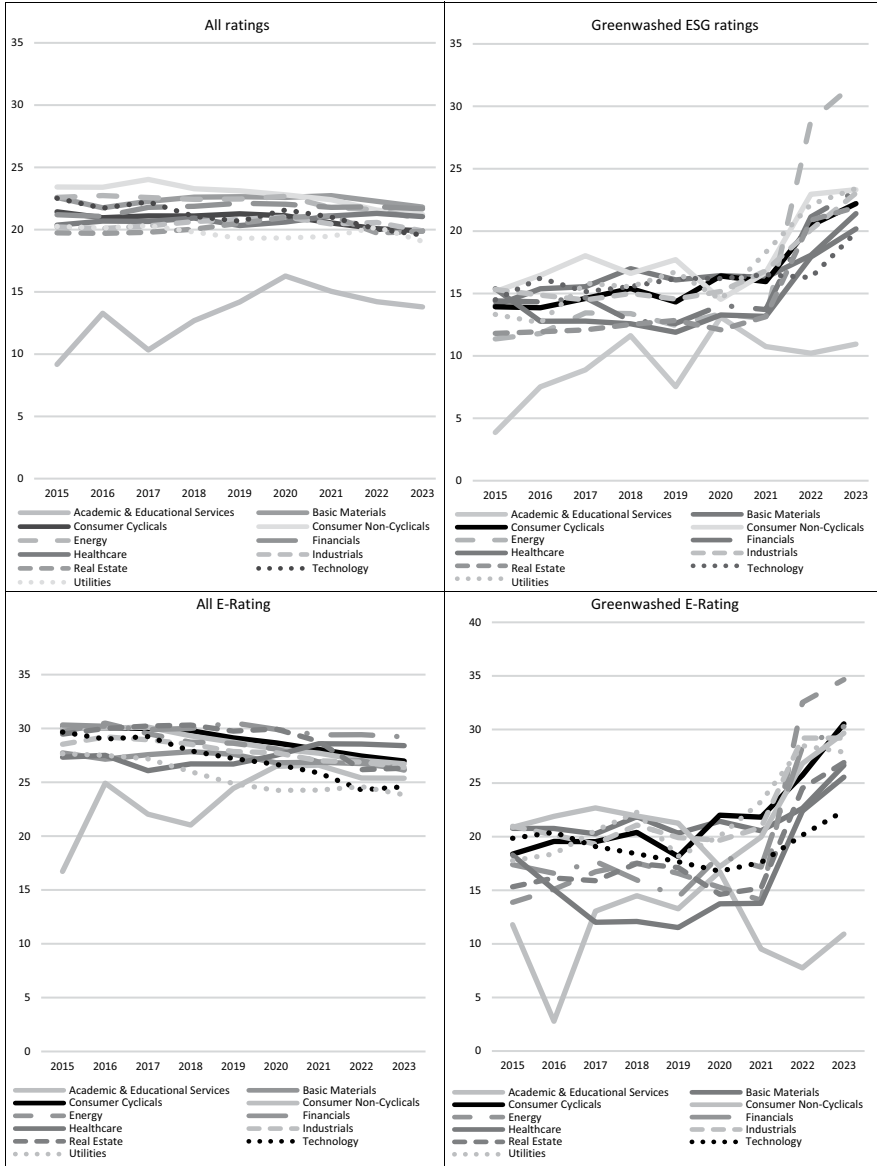 All ratings
35
30
25
20
15
10
5
0
2015 2016 2017 2018 2019 2020 2021 2022 2023
Academic & Educational Services Basic Materials
Consumer Cyclicals Consumer Non-Cyclicals
Energy Financials
Healthcare Industrials
Real Estate Technology
Utilities
Greenwashed ESG ratings
35
30
25
20
15
10
5
0
2015 2016 2017 2018 2019 2020 2021 2022 2023
Academic & Educational Services Basic Materials
Consumer Cyclicals Consumer Non-Cyclicals
Energy Financials
Healthcare Industrials
Real Estate Technology
Utilities
All E-Rating
35
30
25
20
15
10
5
0
2015 2016 2017 2018 2019 2020 2021 2022 2023
Academic & Educational Services Basic Materials
Consumer Cyclicals Consumer Non-Cyclicals
Energy Financials
Healthcare Industrials
Real Estate Technology
Utilities
Greenwashed E-Rating
40
35
30
25
20
15
10
5
0
2015 2016 2017 2018 2019 2020 2021 2022 2023
Academic & Educational Services Basic Materials
Consumer Cyclicals Consumer Non-Cyclicals
Energy Financials
Healthcare Industrials
Real Estate Technology
Utilities